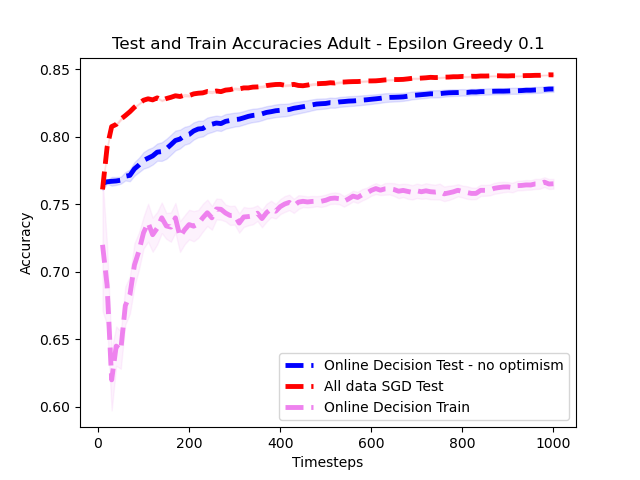 Test and Train Accuracies Adult - Epsilon Greedy 0.1
0.85
0.80
0.75
0.70
0.65
0.60
Accuracy
Online Decision Test - no optimism
All data SGD Test
Online Decision Train
0 200 400 600 800 1000
Timesteps